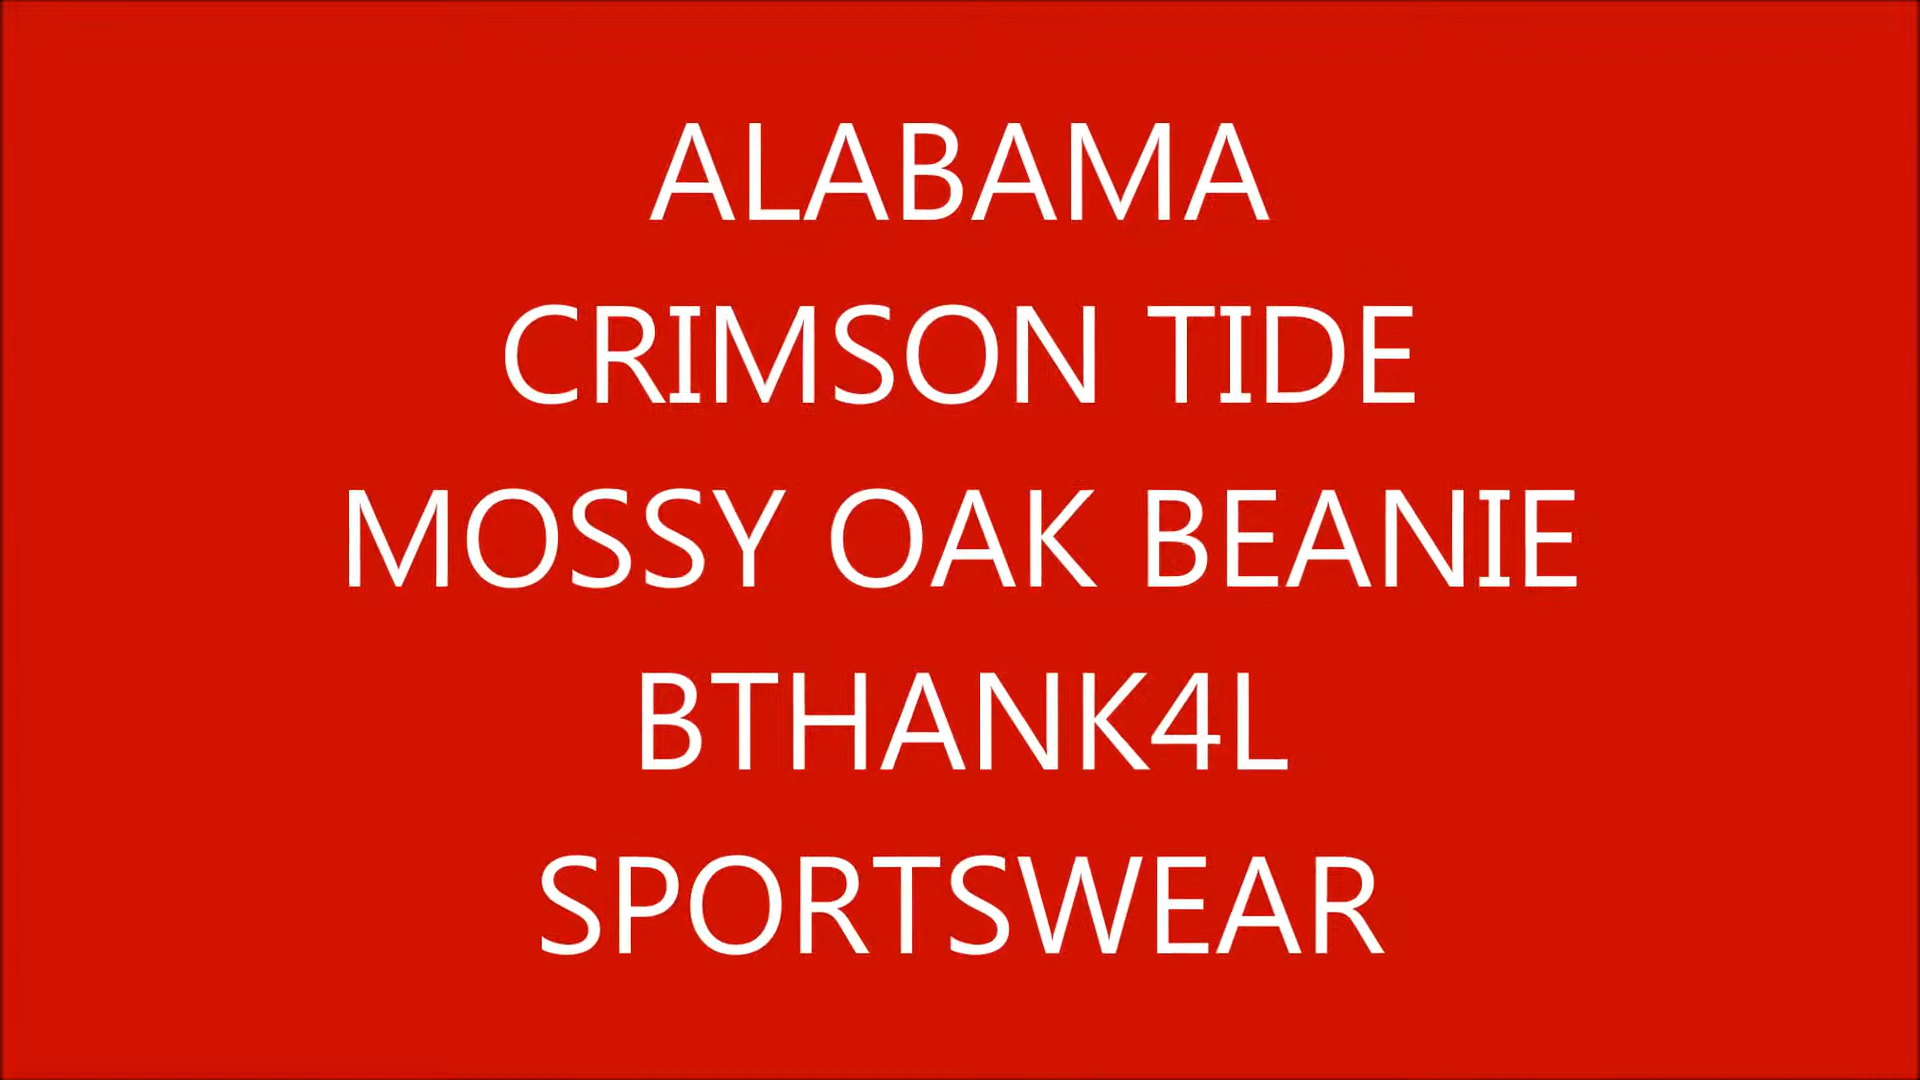 ALABAMA
CRIMSON TIDE
MOSSY OAK BEANIE
BTHANK4L
SPORTSWEAR